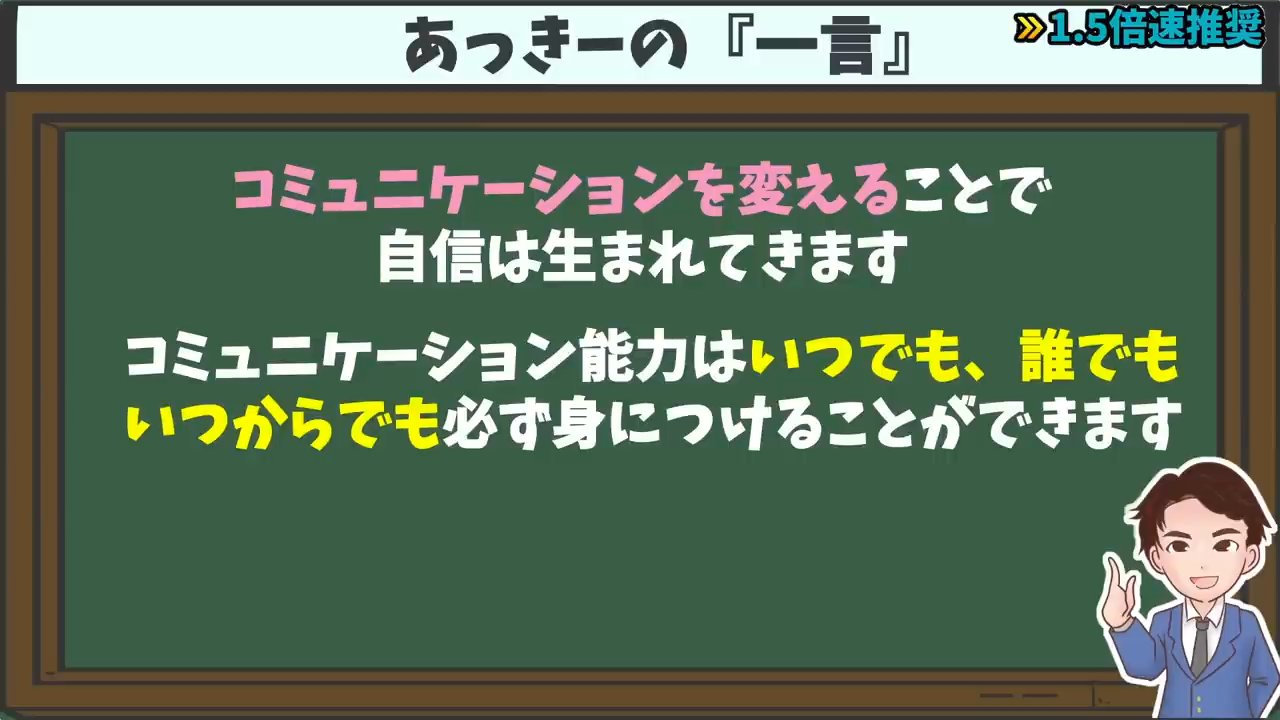 あっきーの『一言』
1.5倍速推奨
コミュニケーションを変えることで
自信は生まれてきます
コミュニケーション能力はいつでも、誰でも
いつからでも必ず身につけることができます